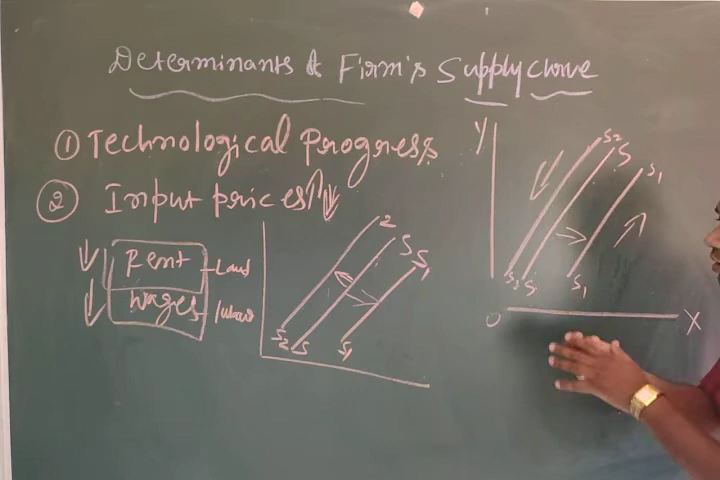 Determinants of Firm's Supply curve
① Technological Progress
② Input prices ↑↓
↓ Rent - Land
↓ Wages - labour
2 S S1
S2 S S1
Y
S2 S S1
S2 S S1
O X